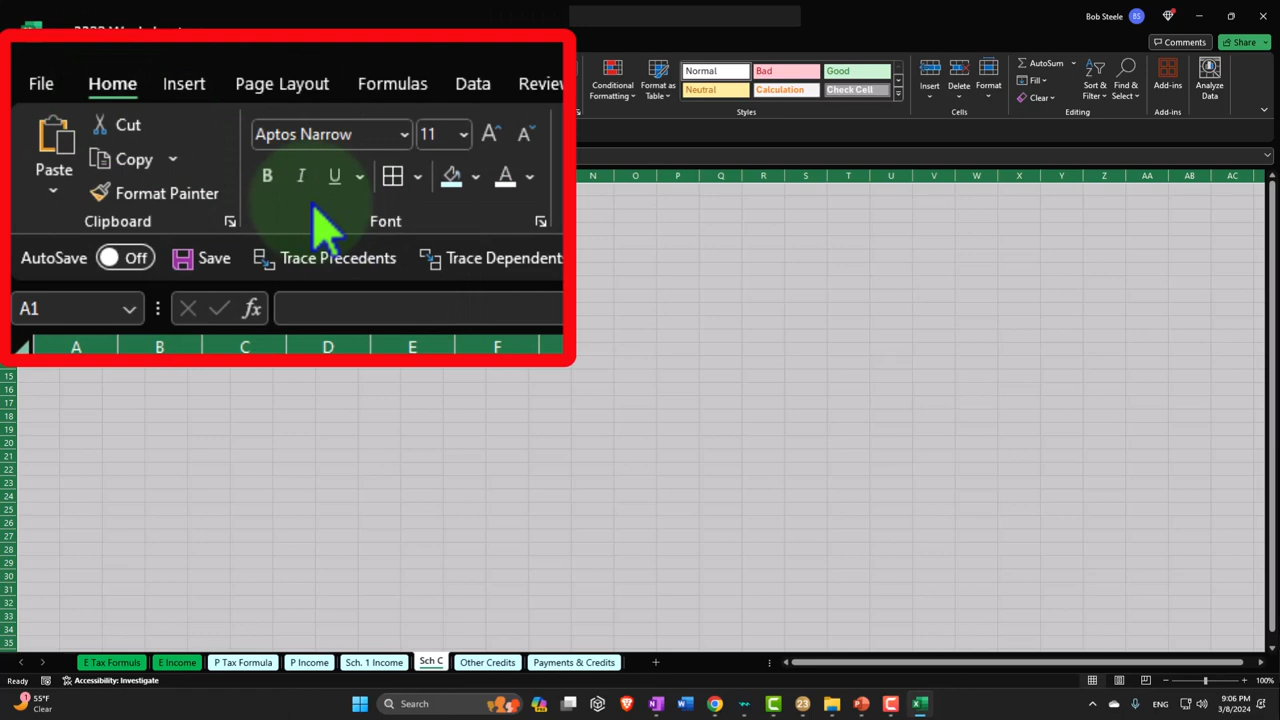 Bob Steele BS
Comments Share
File Home Insert Page Layout Formulas Data Review
Paste Cut Copy Format Painter
Clipboard
Aptos Narrow 11
B I U A
Font
Conditional Formatting Format as Table
Normal Bad Good
Neutral Calculation Check Cell
Styles
Insert Delete Format
Cells
AutoSum
Fill
Clear
Sort & Filter Find & Select
Editing
Add-ins
Add-ins
Analyze Data
AutoSave Off Save Trace Precedents Trace Dependent
A1 fx
A B C D E F
N O P Q R S T U V W X Y Z AA AB AC
15
16
17
18
19
20
21
22
23
24
25
26
27
28
29
30
31
32
33
34
35
E Tax Formuls E Income P Tax Formula P Income Sch. 1 Income Sch C Other Credits Payments & Credits
Ready Accessibility: Investigate 100%
1 55°F
Clear
Search
23
9:06 PM
3/8/2024